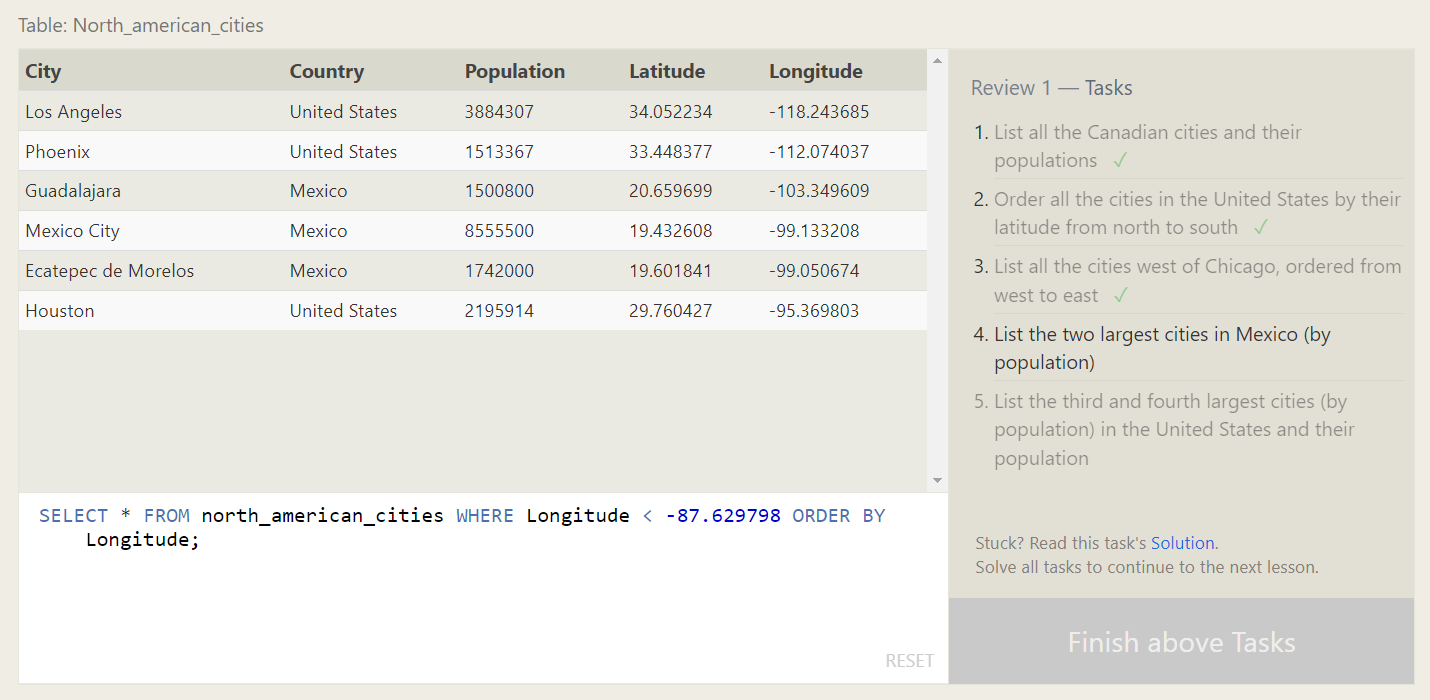 Table: North_american_cities
City Country Population Latitude Longitude
Los Angeles United States 3884307 34.052234 -118.243685
Phoenix United States 1513367 33.448377 -112.074037
Guadalajara Mexico 1500800 20.659699 -103.349609
Mexico City Mexico 8555500 19.432608 -99.133208
Ecatepec de Morelos Mexico 1742000 19.601841 -99.050674
Houston United States 2195914 29.760427 -95.369803
SELECT * FROM north_american_cities WHERE Longitude < -87.629798 ORDER BY
Longitude;
RESET
Review 1 — Tasks
1. List all the Canadian cities and their
populations ✓
2. Order all the cities in the United States by their
latitude from north to south ✓
3. List all the cities west of Chicago, ordered from
west to east ✓
4. List the two largest cities in Mexico (by
population)
5. List the third and fourth largest cities (by
population) in the United States and their
population
Stuck? Read this task's Solution.
Solve all tasks to continue to the next lesson.
Finish above Tasks